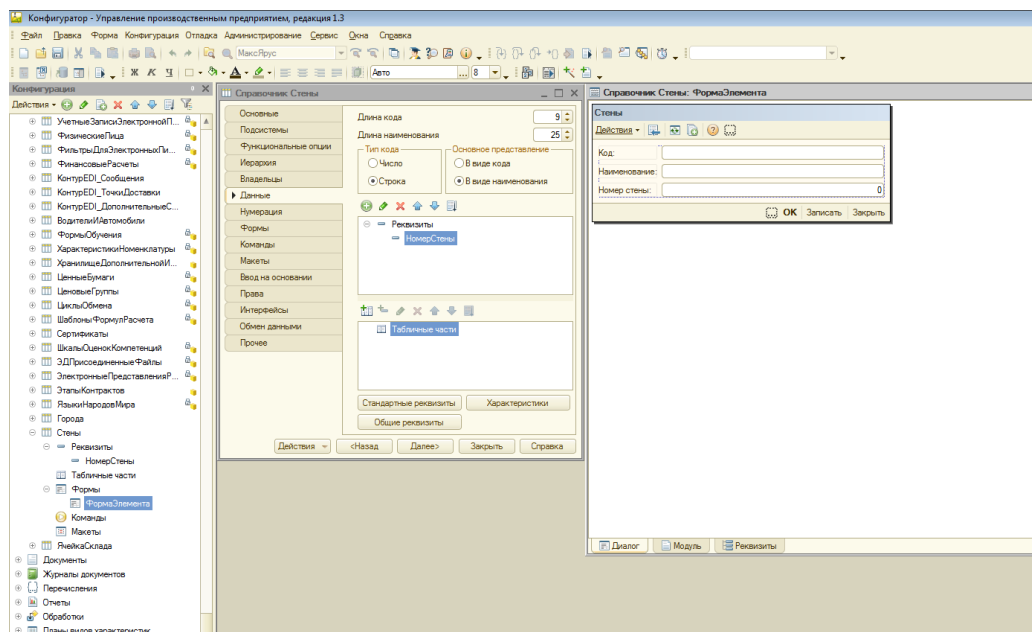 Конфигуратор - Управление производственным предприятием, редакция 1.3
Файл Правка Форма Конфигурация Отладка Администрирование Сервис Окна Справка
МаксЯрус
Ж К Ч Авто ... 8
Конфигурация
Действия
УчетныеЗаписиЭлектроннойП...
ФизическиеЛица
ФильтрыДляЭлектронныхПи...
ФинансовыеРасчеты
КонтурEDI_Сообщения
КонтурEDI_ТочкиДоставки
КонтурEDI_ДополнительныеС...
ВодителиИАвтомобили
ФормыОбучения
ХарактеристикиНоменклатуры
ХранилищеДополнительнойИ...
ЦенныеБумаги
ЦеновыеГруппы
ЦиклыОбмена
ШаблоныФормулРасчета
Сертификаты
ШкалыОценокКомпетенций
ЭДПрисоединенныеФайлы
ЭлектронныеПредставленияР...
ЭтапыКонтрактов
ЯзыкиНародовМира
Города
Стены
Реквизиты
НомерСтены
Табличные части
Формы
ФормаЭлемента
Команды
Макеты
ЯчейкаСклада
Документы
Журналы документов
Перечисления
Отчеты
Обработки
Планы видов характеристик
Справочник Стены
Основные
Подсистемы
Функциональные опции
Иерархия
Владельцы
Данные
Нумерация
Формы
Команды
Макеты
Ввод на основании
Права
Интерфейсы
Обмен данными
Прочее
Длина кода 9
Длина наименования 25
Тип кода
Число
Строка
Основное представление
В виде кода
В виде наименования
Реквизиты
НомерСтены
Табличные части
Стандартные реквизиты Характеристики
Общие реквизиты
Действия <Назад Далее> Закрыть Справка
Справочник Стены: ФормаЭлемента
Стены
Действия
Код:
Наименование:
Номер стены: 0
OK Записать Закрыть
Диалог Модуль Реквизиты